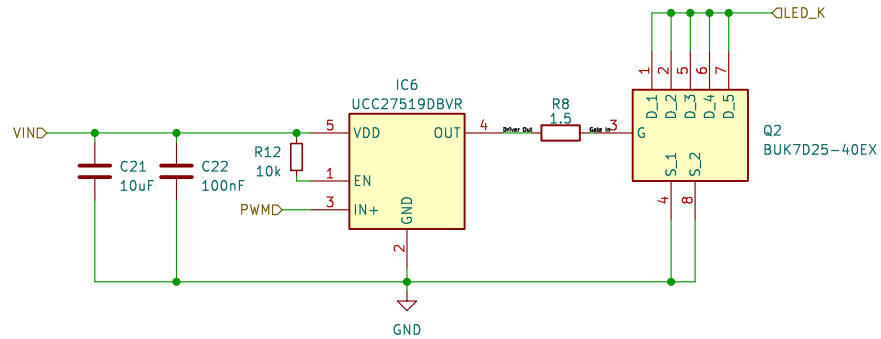 LED_K
1
2
5
6
7
D_1
D_2
D_3
D_4
D_5
IC6
UCC27519DBVR
R8
1.5
VIN
5
VDD
OUT
4
Driver Out
Gate In
3
G
Q2
BUK7D25-40EX
C21
10uF
C22
100nF
R12
10k
1
EN
S_1
S_2
PWM
3
IN+
GND
4
8
2
GND